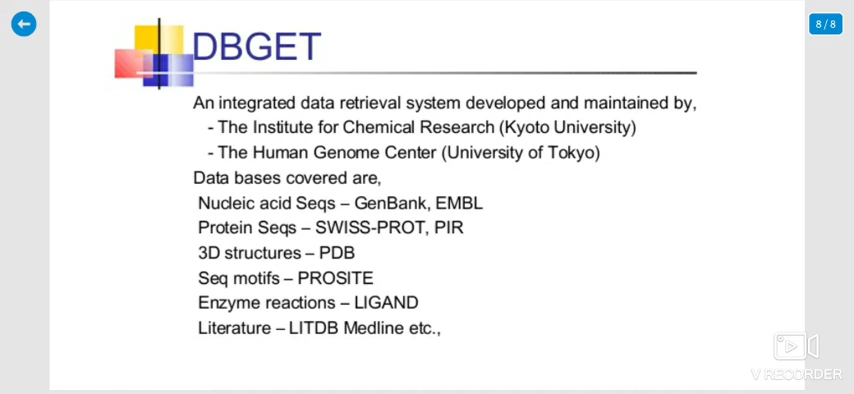 8 / 8
DBGET
An integrated data retrieval system developed and maintained by,
- The Institute for Chemical Research (Kyoto University)
- The Human Genome Center (University of Tokyo)
Data bases covered are,
Nucleic acid Seqs – GenBank, EMBL
Protein Seqs – SWISS-PROT, PIR
3D structures – PDB
Seq motifs – PROSITE
Enzyme reactions – LIGAND
Literature – LITDB Medline etc.,
V RECORDER